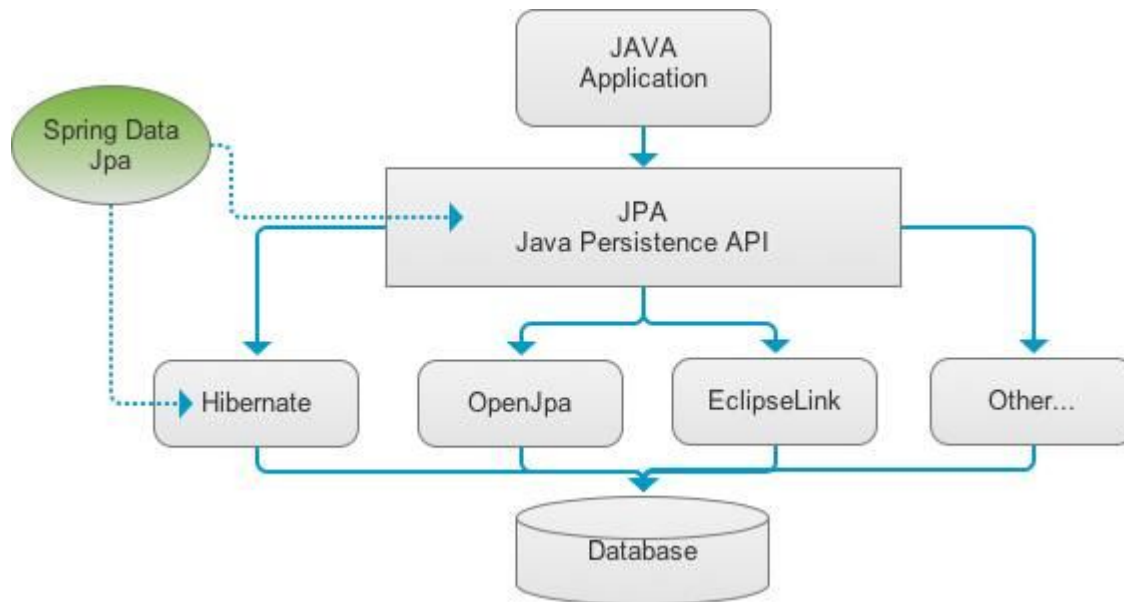 JAVA
Application
Spring Data
Jpa
JPA
Java Persistence API
Hibernate
OpenJpa
EclipseLink
Other...
Database